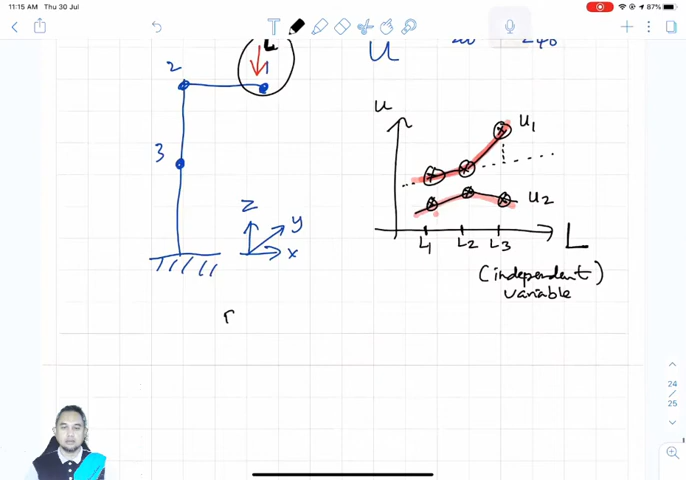 11:15 AM Thu 30 Jul
87%
L
2
1
U
3
Z
y
x
u
U1
U2
L1 L2 L3
L
(independent)
variable
24
25